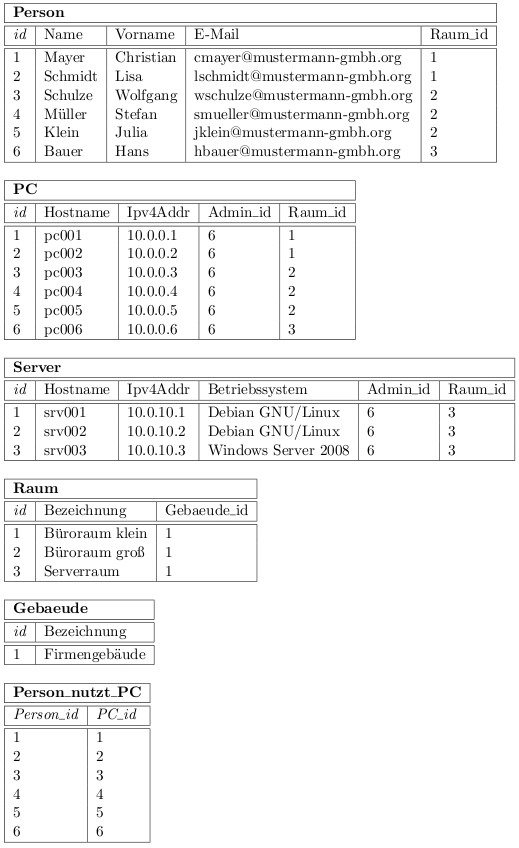 Person
id Name Vorname E-Mail Raum_id
1 Mayer Christian cmayer@mustermann-gmbh.org 1
2 Schmidt Lisa lschmidt@mustermann-gmbh.org 1
3 Schulze Wolfgang wschulze@mustermann-gmbh.org 2
4 Müller Stefan smueller@mustermann-gmbh.org 2
5 Klein Julia jklein@mustermann-gmbh.org 2
6 Bauer Hans hbauer@mustermann-gmbh.org 3
PC
id Hostname Ipv4Addr Admin_id Raum_id
1 pc001 10.0.0.1 6 1
2 pc002 10.0.0.2 6 1
3 pc003 10.0.0.3 6 2
4 pc004 10.0.0.4 6 2
5 pc005 10.0.0.5 6 2
6 pc006 10.0.0.6 6 3
Server
id Hostname Ipv4Addr Betriebssystem Admin_id Raum_id
1 srv001 10.0.10.1 Debian GNU/Linux 6 3
2 srv002 10.0.10.2 Debian GNU/Linux 6 3
3 srv003 10.0.10.3 Windows Server 2008 6 3
Raum
id Bezeichnung Gebaeude_id
1 Büroraum klein 1
2 Büroraum groß 1
3 Serverraum 1
Gebaeude
id Bezeichnung
1 Firmengebäude
Person_nutzt_PC
Person_id PC_id
1 1
2 2
3 3
4 4
5 5
6 6